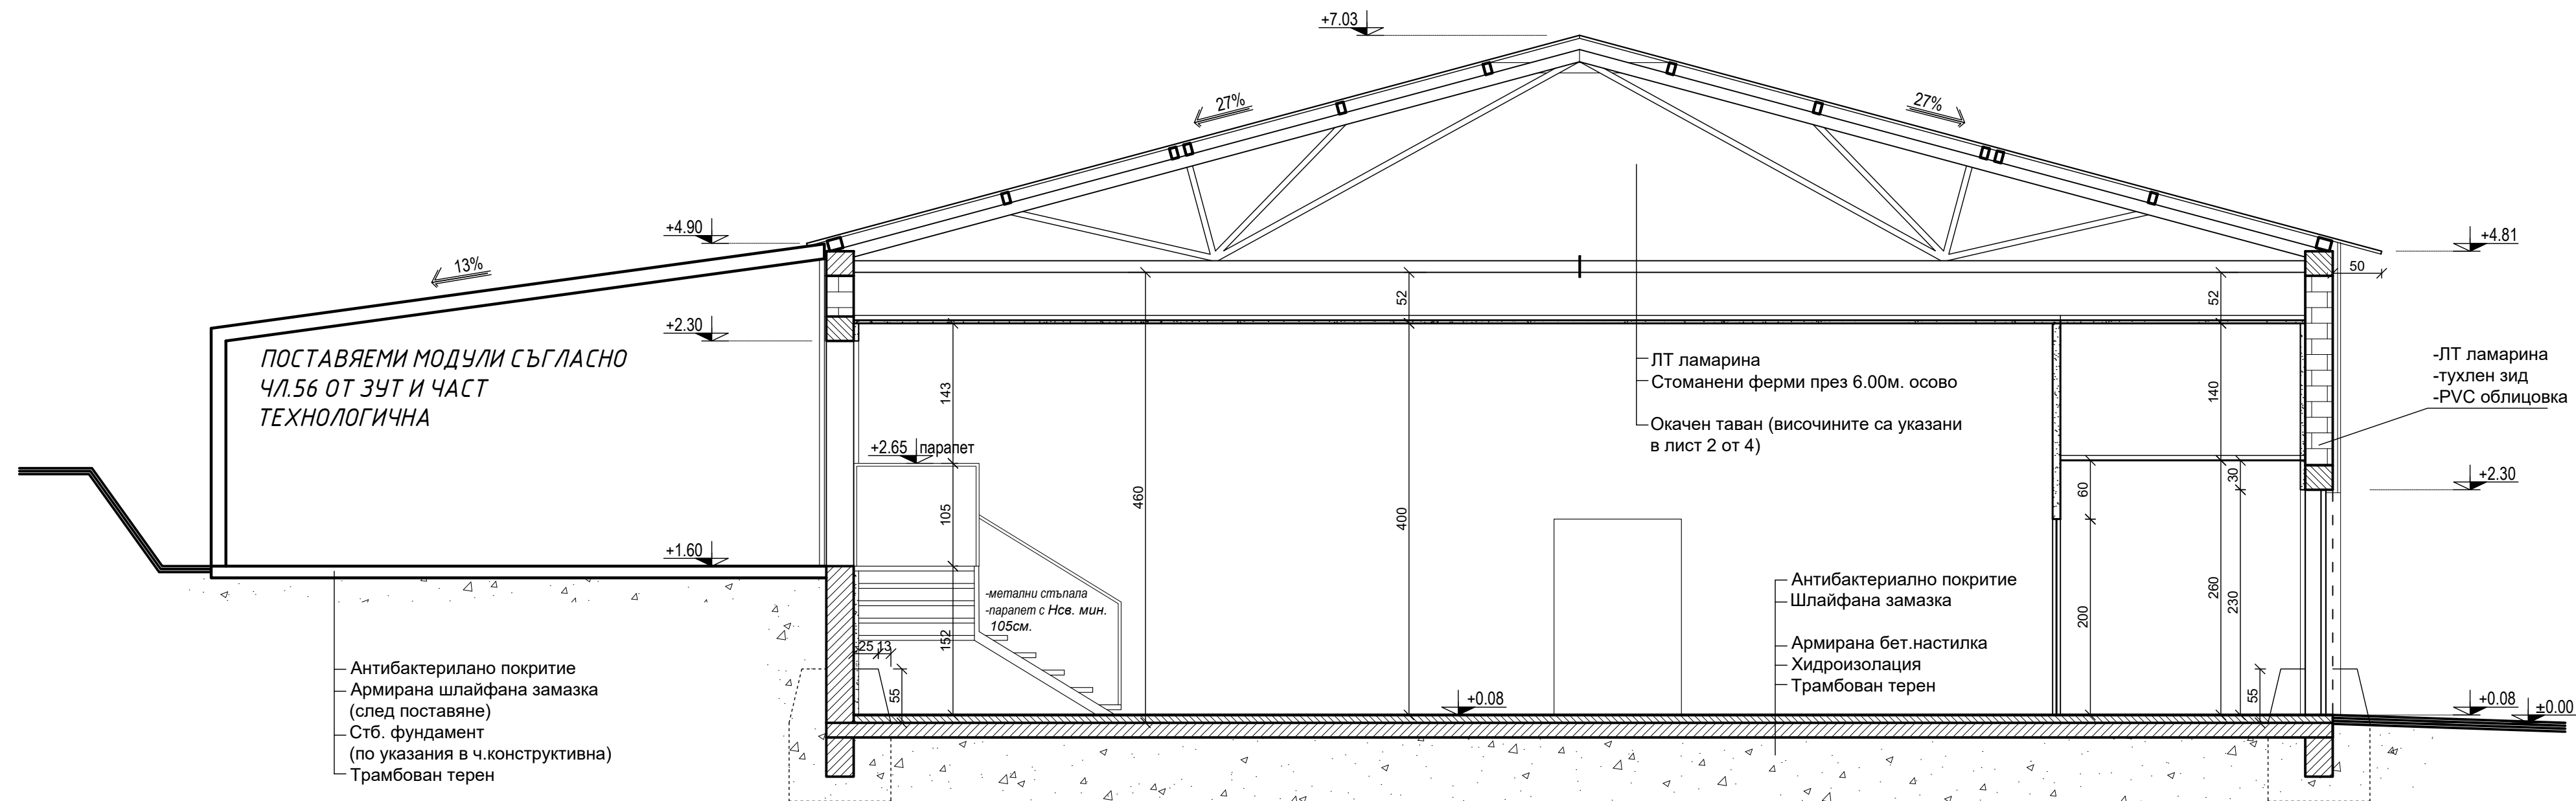 +7.03
27%
27%
+4.90
+4.81
13%
50
52
52
+2.30
ПОСТАВЯЕМИ МОДУЛИ СЪГЛАСНО
ЧЛ.56 ОТ ЗУТ И ЧАСТ
ТЕХНОЛОГИЧНА
ЛТ ламарина
Стоманени ферми през 6.00м. осово
Окачен таван (височините са указани
в лист 2 от 4)
-ЛТ ламарина
-тухлен зид
-PVC облицовка
143
140
+2.65 парапет
+2.30
30
60
460
105
400
+1.60
-метални стъпала
-парапет с Нсв. мин.
105см.
Антибактериално покритие
Шлайфана замазка
Армирана бет.настилка
Хидроизолация
Трамбован терен
260
230
200
152
25
13
55
55
Антибактерилано покритие
Армирана шлайфана замазка
(след поставяне)
Стб. фундамент
(по указания в ч.конструктивна)
Трамбован терен
+0.08
+0.08
±0.00